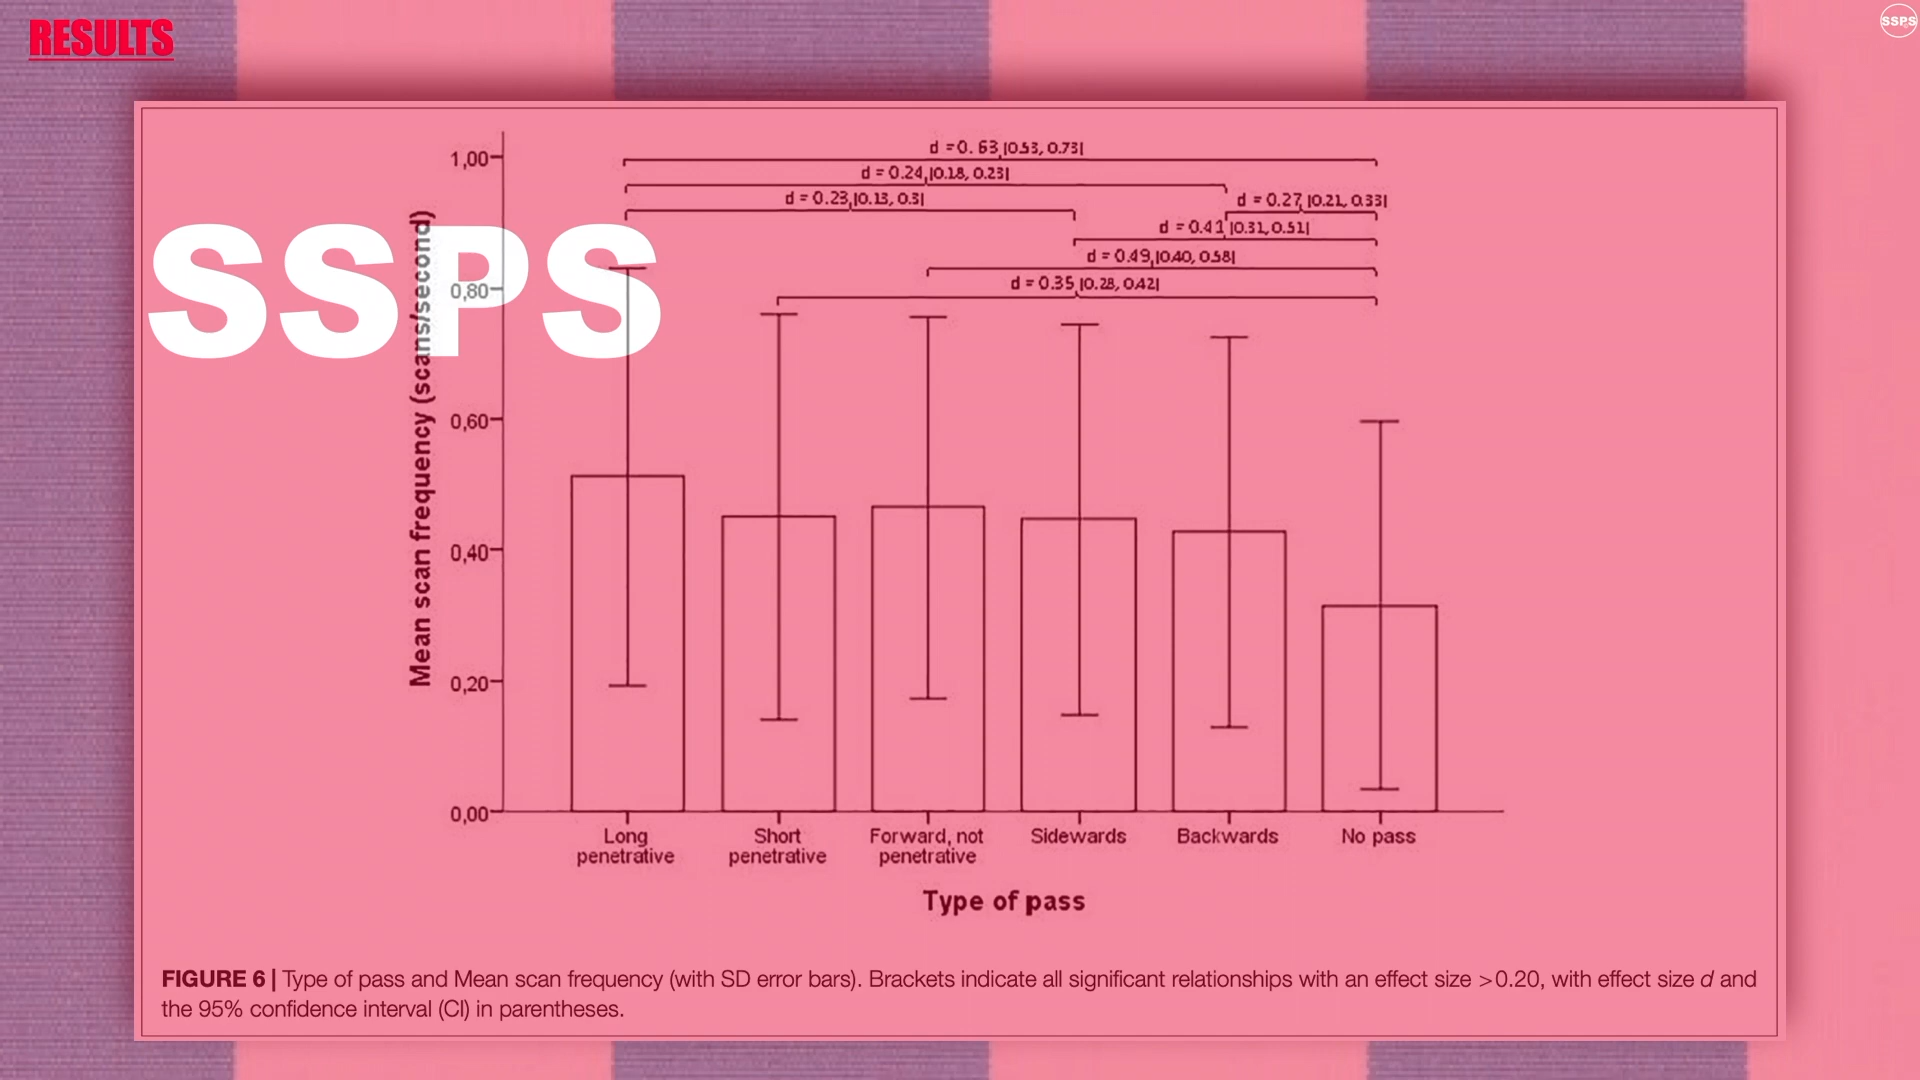 RESULTS
SSPS
SSPS
d = 0. 63 [0.53, 0.73]
1,00
d = 0.24 [0.18, 0.23]
d = 0.23 [0.13, 0.3]
d = 0.27 [0.21, 0.33]
d = 0.41 [0.31, 0.51]
d = 0.49 [0.40, 0.58]
d = 0.35 [0.28, 0.42]
0,80
0,60
0,40
0,20
0,00
Mean scan frequency (scans/second)
Long penetrative
Short penetrative
Forward, not penetrative
Sidewards
Backwards
No pass
Type of pass
FIGURE 6 | Type of pass and Mean scan frequency (with SD error bars). Brackets indicate all significant relationships with an effect size >0.20, with effect size d and
the 95% confidence interval (CI) in parentheses.